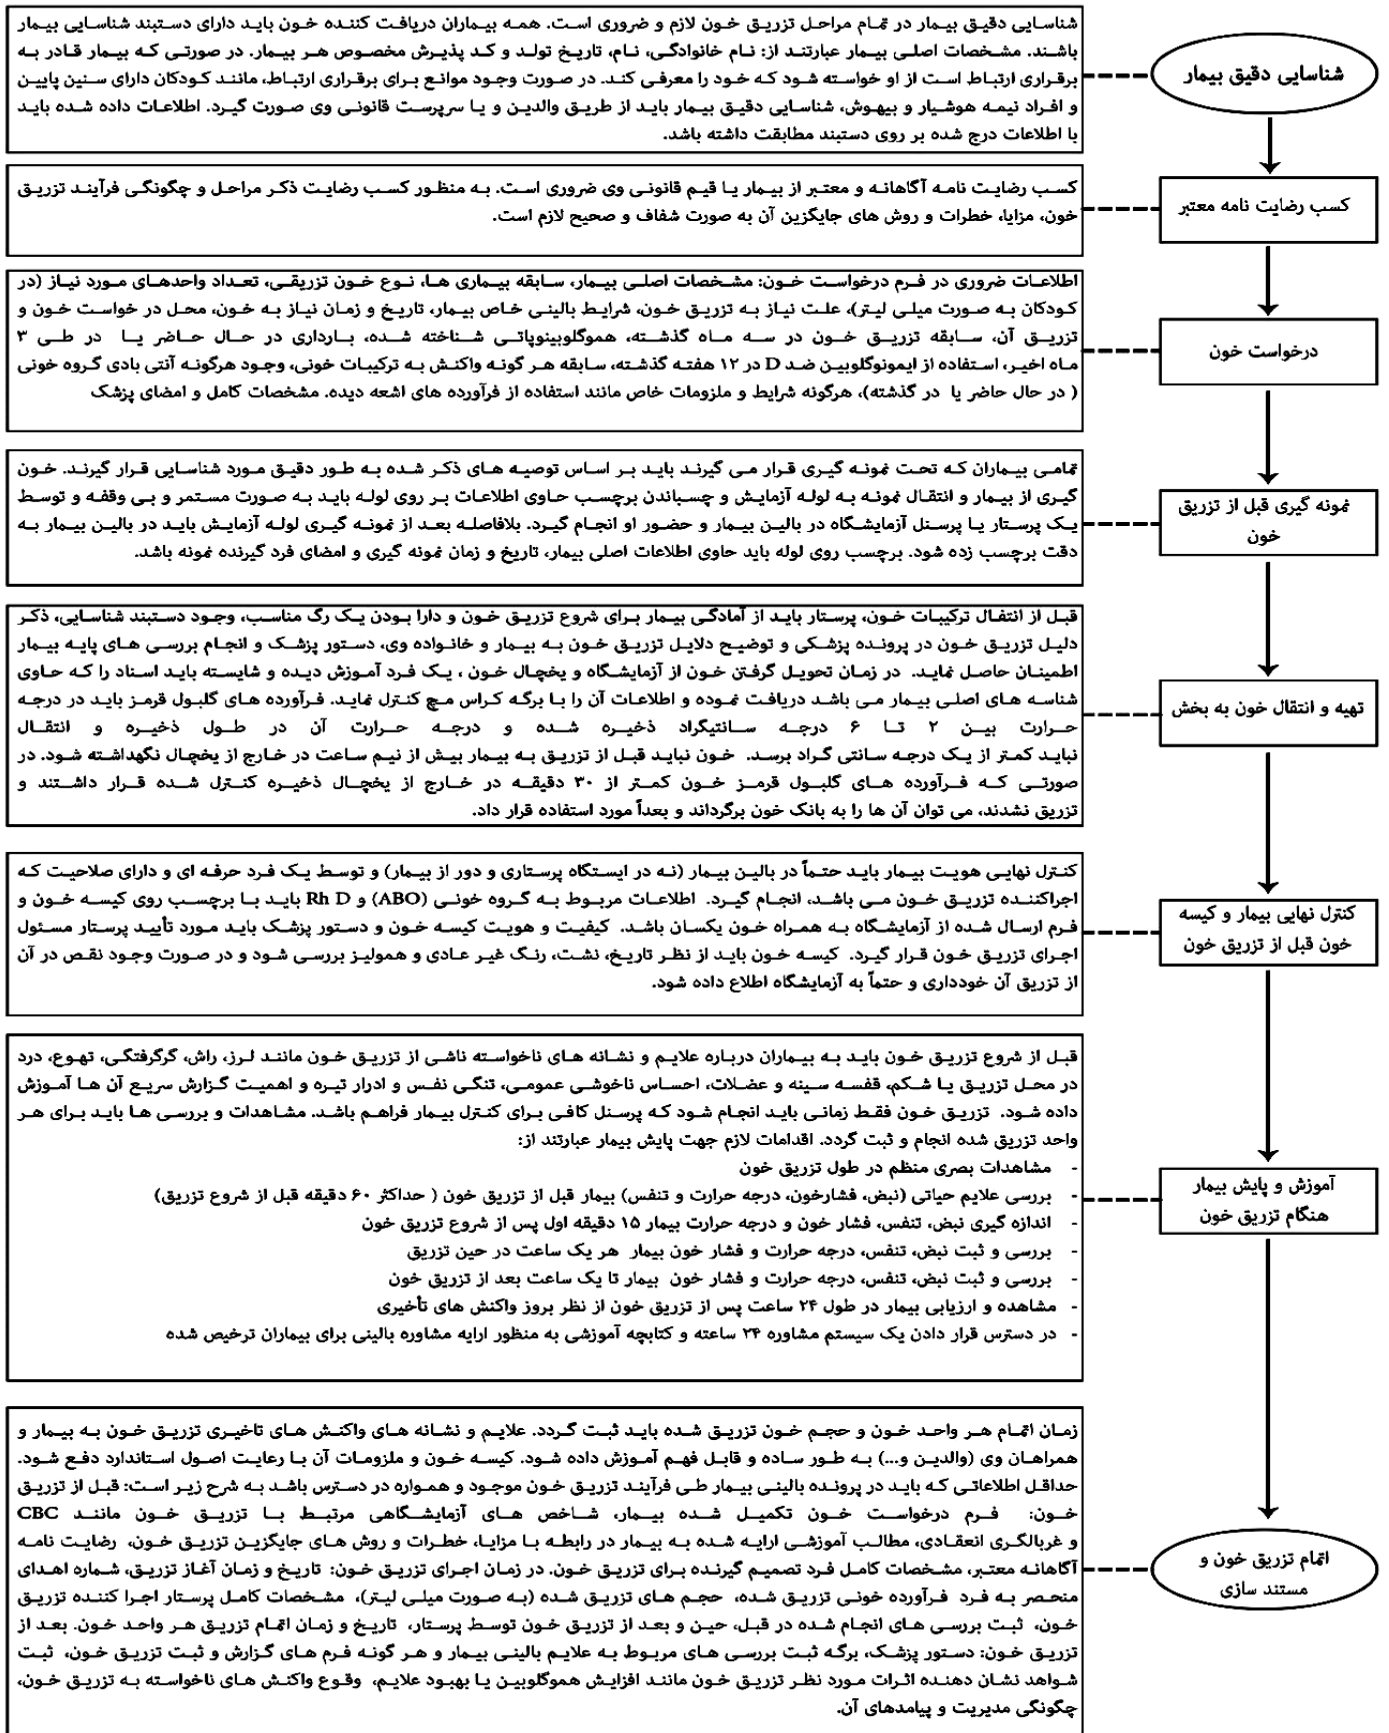 شناسایی دقیق بیمار
شناسایی دقیق بیمار در تمام مراحل تزریق خون لازم و ضروری است. همه بیماران دریافت کننده خون باید دارای دستبند شناسایی بیمار
باشند. مشخصات اصلی بیمار عبارتند از: نام خانوادگی، نام، تاریخ تولد و کد پذیرش مخصوص هر بیمار. در صورتی که بیمار قادر به
برقراری ارتباط است از او خواسته شود که خود را معرفی کند. در صورت وجود موانع برای برقراری ارتباط، مانند کودکان دارای سنین پایین
و افراد نیمه هوشیار و بیهوش، شناسایی دقیق بیمار باید از طریق والدین و یا سرپرست قانونی وی صورت گیرد. اطلاعات داده شده باید
با اطلاعات درج شده بر روی دستبند مطابقت داشته باشد.
کسب رضایت نامه معتبر
کسب رضایت نامه آگاهانه و معتبر از بیمار یا قیم قانونی وی ضروری است. به منظور کسب رضایت ذکر مراحل و چگونگی فرآیند تزریق
خون، مزایا، خطرات و روش های جایگزین آن به صورت شفاف و صحیح لازم است.
درخواست خون
اطلاعات ضروری در فرم درخواست خون: مشخصات اصلی بیمار، سابقه بیماری ها، نوع خون تزریقی، تعداد واحدهای مورد نیاز (در
کودکان به صورت میلی لیتر)، علت نیاز به تزریق خون، شرایط بالینی خاص بیمار، تاریخ و زمان نیاز به خون، محل در خواست خون و
تزریق آن، سابقه تزریق خون در سه ماه گذشته، هموگلوبینوپاتی شناخته شده، بارداری در حال حاضر یا در طی ۳
ماه اخیر، استفاده از ایمونوگلوبین ضد D در ۱۲ هفته گذشته، سابقه هر گونه واکنش به ترکیبات خونی، وجود هرگونه آنتی بادی گروه خونی
( در حال حاضر یا در گذشته)، هرگونه شرایط و ملزومات خاص مانند استفاده از فرآورده های اشعه دیده. مشخصات کامل و امضای پزشک
نمونه گیری قبل از تزریق
خون
تمامی بیماران که تحت نمونه گیری قرار می گیرند باید بر اساس توصیه های ذکر شده به طور دقیق مورد شناسایی قرار گیرند. خون
گیری از بیمار و انتقال نمونه به لوله آزمایش و چسباندن برچسب حاوی اطلاعات بر روی لوله باید به صورت مستمر و بی وقفه و توسط
یک پرستار یا پرسنل آزمایشگاه در بالین بیمار و حضور او انجام گیرد. بلافاصله بعد از نمونه گیری لوله آزمایش باید در بالین بیمار به
دقت برچسب زده شود. برچسب روی لوله باید حاوی اطلاعات اصلی بیمار، تاریخ و زمان نمونه گیری و امضای فرد گیرنده نمونه باشد.
تهیه و انتقال خون به بخش
قبل از انتقال ترکیبات خون، پرستار باید از آمادگی بیمار برای شروع تزریق خون و دارا بودن یک رگ مناسب، وجود دستبند شناسایی، ذکر
دلیل تزریق خون در پرونده پزشکی و توضیح دلایل تزریق خون به بیمار و خانواده وی، دستور پزشک و انجام بررسی های پایه بیمار
اطمینان حاصل نماید. در زمان تحویل گرفتن خون از آزمایشگاه و یخچال خون ، یک فرد آموزش دیده و شایسته باید اسناد را که حاوی
شناسه های اصلی بیمار می باشد دریافت نموده و اطلاعات آن را با برگه کراس مچ کنترل نماید. فرآورده های گلبول قرمز باید در درجه
حرارت بین ۲ تا ۶ درجه سانتیگراد ذخیره شده و درجه حرارت آن در طول ذخیره و انتقال
نباید کمتر از یک درجه سانتی گراد برسد. خون نباید قبل از تزریق به بیمار بیش از نیم ساعت در خارج از یخچال نگهداشته شود. در
صورتی که فرآورده های گلبول قرمز خون کمتر از ۳۰ دقیقه در خارج از یخچال ذخیره کنترل شده قرار داشتند و
تزریق نشدند، می توان آن ها را به بانک خون برگرداند و بعداً مورد استفاده قرار داد.
کنترل نهایی بیمار و کیسه
خون قبل از تزریق خون
کنترل نهایی هویت بیمار باید حتماً در بالین بیمار (نه در ایستگاه پرستاری و دور از بیمار) و توسط یک فرد حرفه ای و دارای صلاحیت که
اجراکننده تزریق خون می باشد، انجام گیرد. اطلاعات مربوط به گروه خونی (ABO) و Rh D باید با برچسب روی کیسه خون و
فرم ارسال شده از آزمایشگاه به همراه خون یکسان باشد. کیفیت و هویت کیسه خون و دستور پزشک باید مورد تأیید پرستار مسئول
اجرای تزریق خون قرار گیرد. کیسه خون باید از نظر تاریخ، نشت، رنگ غیر عادی و همولیز بررسی شود و در صورت وجود نقص در آن
از تزریق آن خودداری و حتماً به آزمایشگاه اطلاع داده شود.
آموزش و پایش بیمار
هنگام تزریق خون
قبل از شروع تزریق خون باید به بیماران درباره علایم و نشانه های ناخواسته ناشی از تزریق خون مانند لرز، راش، گرگرفتگی، تهوع، درد
در محل تزریق یا شکم، قفسه سینه و عضلات، احساس ناخوشی عمومی، تنگی نفس و ادرار تیره و اهمیت گزارش سریع آن ها آموزش
داده شود. تزریق خون فقط زمانی باید انجام شود که پرسنل کافی برای کنترل بیمار فراهم باشد. مشاهدات و بررسی ها باید برای هر
واحد تزریق شده انجام و ثبت گردد. اقدامات لازم جهت پایش بیمار عبارتند از:
- مشاهدات بصری منظم در طول تزریق خون
- بررسی علایم حیاتی (نبض، فشارخون، درجه حرارت و تنفس) بیمار قبل از تزریق خون ( حداکثر ۶۰ دقیقه قبل از شروع تزریق)
- اندازه گیری نبض، تنفس، فشار خون و درجه حرارت بیمار ۱۵ دقیقه اول پس از شروع تزریق خون
- بررسی و ثبت نبض، تنفس، درجه حرارت و فشار خون بیمار هر یک ساعت در حین تزریق
- بررسی و ثبت نبض، تنفس، درجه حرارت و فشار خون بیمار تا یک ساعت بعد از تزریق خون
- مشاهده و ارزیابی بیمار در طول ۲۴ ساعت پس از تزریق خون از نظر بروز واکنش های تأخیری
- در دسترس قرار دادن یک سیستم مشاوره ۲۴ ساعته و کتابچه آموزشی به منظور ارایه مشاوره بالینی برای بیماران ترخیص شده
اتمام تزریق خون و
مستند سازی
زمان اتمام هر واحد خون و حجم خون تزریق شده باید ثبت گردد. علایم و نشانه های واکنش های تاخیری تزریق خون به بیمار و
همراهان وی (والدین و...) به طور ساده و قابل فهم آموزش داده شود. کیسه خون و ملزومات آن با رعایت اصول استاندارد دفع شود.
حداقل اطلاعاتی که باید در پرونده بالینی بیمار طی فرآیند تزریق خون موجود و همواره در دسترس باشد به شرح زیر است: قبل از تزریق
خون: فرم درخواست خون تکمیل شده بیمار، شاخص های آزمایشگاهی مرتبط با تزریق خون مانند CBC
و غربالگری انعقادی، مطالب آموزشی ارایه شده به بیمار در رابطه با مزایا، خطرات و روش های جایگزین تزریق خون، رضایت نامه
آگاهانه معتبر، مشخصات کامل فرد تصمیم گیرنده برای تزریق خون. در زمان اجرای تزریق خون: تاریخ و زمان آغاز تزریق، شماره اهدای
منحصر به فرد فرآورده خونی تزریق شده، حجم های تزریق شده (به صورت میلی لیتر)، مشخصات کامل پرستار اجرا کننده تزریق
خون، ثبت بررسی های انجام شده در قبل، حین و بعد از تزریق خون توسط پرستار، تاریخ و زمان اتمام تزریق هر واحد خون. بعد از
تزریق خون: دستور پزشک، برگه ثبت بررسی های مربوط به علایم بالینی بیمار و هر گونه فرم های گزارش و ثبت تزریق خون، ثبت
شواهد نشان دهنده اثرات مورد نظر تزریق خون مانند افزایش هموگلوبین یا بهبود علایم، وقوع واکنش های ناخواسته به تزریق خون،
چگونگی مدیریت و پیامدهای آن.